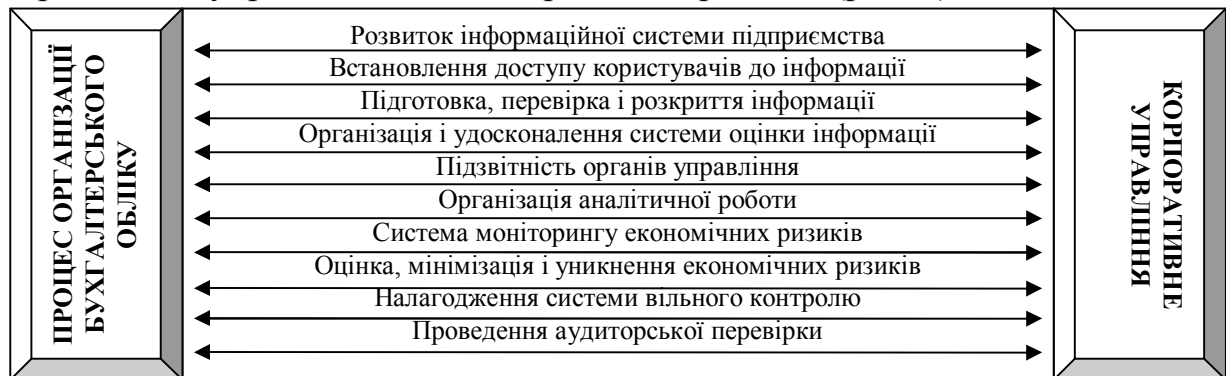 ПРОЦЕС ОРГАНІЗАЦІЇ
БУХГАЛТЕРСЬКОГО
ОБЛІКУ
Розвиток інформаційної системи підприємства
Встановлення доступу користувачів до інформації
Підготовка, перевірка і розкриття інформації
Організація і удосконалення системи оцінки інформації
Підзвітність органів управління
Організація аналітичної роботи
Система моніторингу економічних ризиків
Оцінка, мінімізація і уникнення економічних ризиків
Налагодження системи вільного контролю
Проведення аудиторської перевірки
КОРПОРАТИВНЕ
УПРАВЛІННЯ